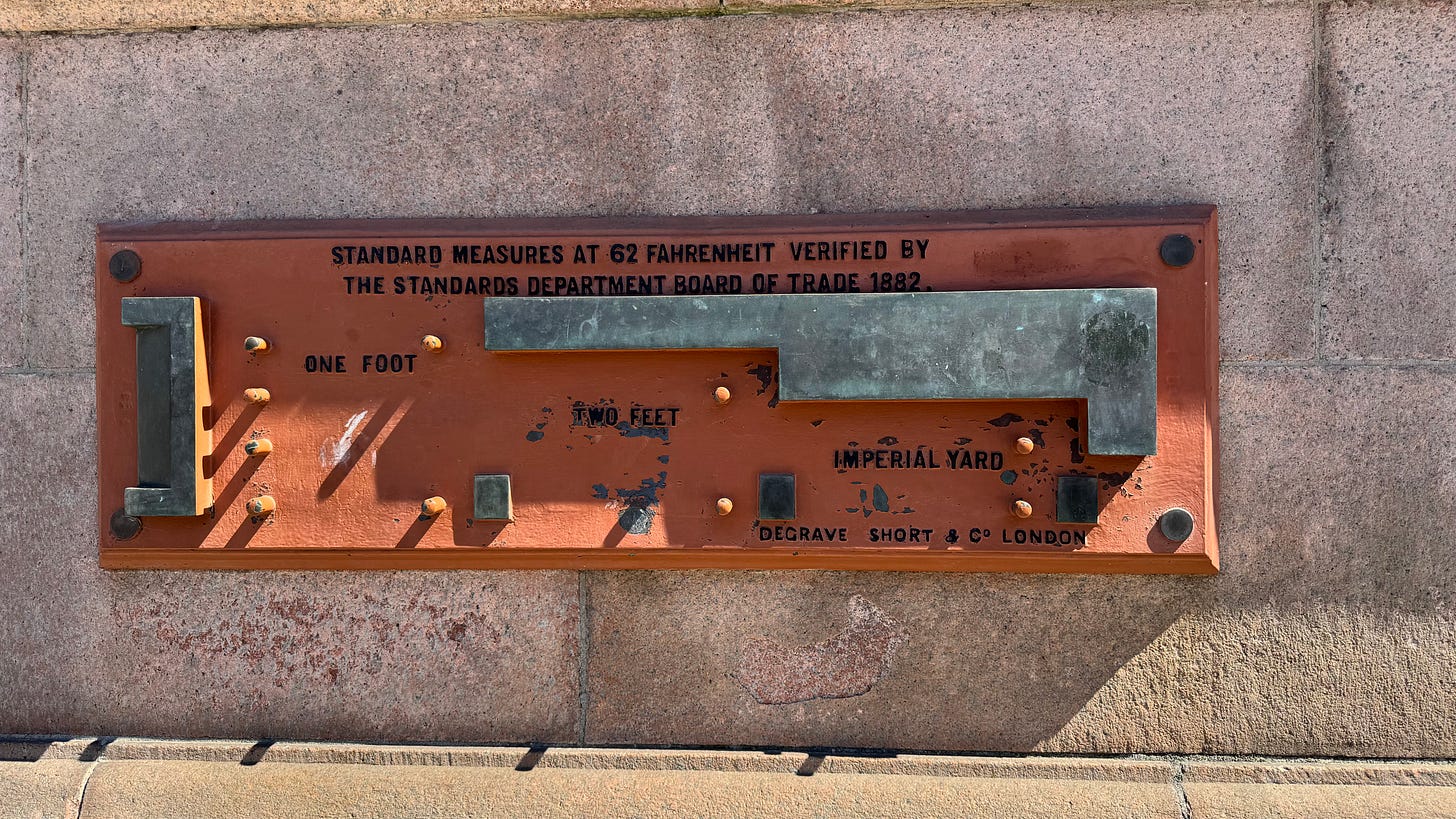 STANDARD MEASURES AT 62 FAHRENHEIT VERIFIED BY
THE STANDARDS DEPARTMENT BOARD OF TRADE 1882.
ONE FOOT
TWO FEET
IMPERIAL YARD
DEGRAVE SHORT & Cº LONDON